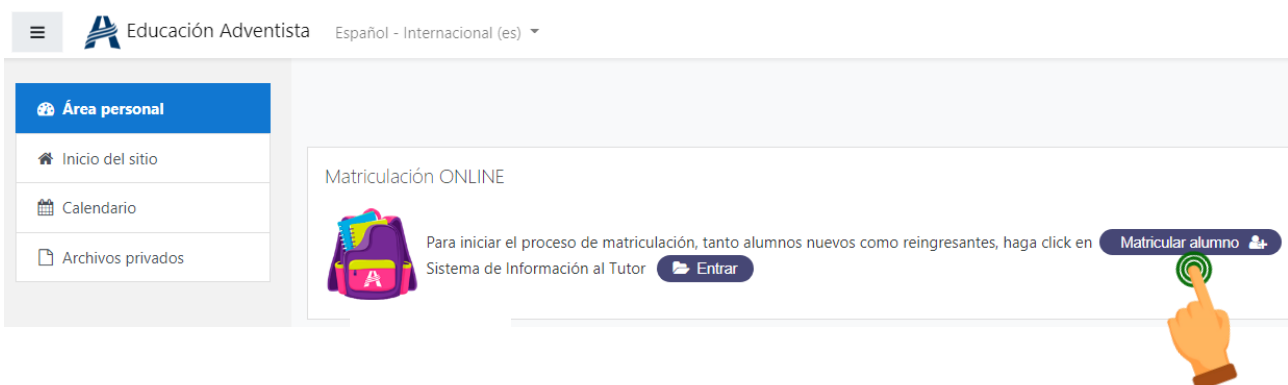 Educación Adventista Español - Internacional (es)
Área personal
Inicio del sitio
Calendario
Archivos privados
Matriculación ONLINE
Para iniciar el proceso de matriculación, tanto alumnos nuevos como reingresantes, haga click en Matricular alumno
Sistema de Información al Tutor Entrar